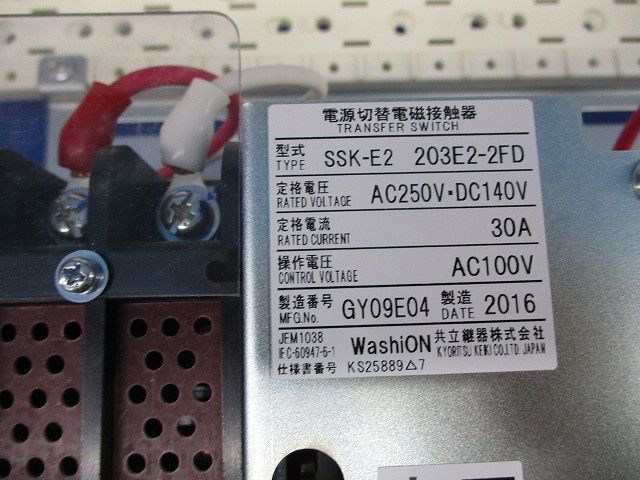 電源切替電磁接触器
TRANSFER SWITCH
型式 TYPE SSK-E2 203E2-2FD
定格電圧 RATED VOLTAGE AC250V・DC140V
定格電流 RATED CURRENT 30A
操作電圧 CONTROL VOLTAGE AC100V
製造番号 MFG.No. GY09E04 製造 DATE 2016
JEM1038
IEC-60947-6-1 WashiON 共立継器株式会社 KYORITSU KEIKI CO.,LTD. JAPAN
仕様書番号 KS25889△7